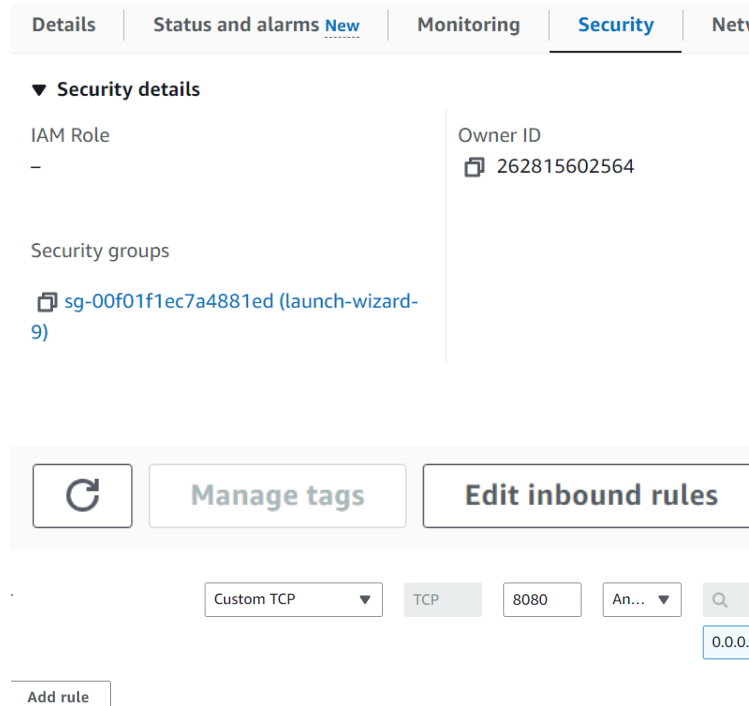 Details Status and alarms New Monitoring Security Netw
Security details
IAM Role Owner ID
– 262815602564
Security groups
sg-00f01f1ec7a4881ed (launch-wizard-
9)
Manage tags Edit inbound rules
Custom TCP TCP 8080 An...
0.0.0.
Add rule